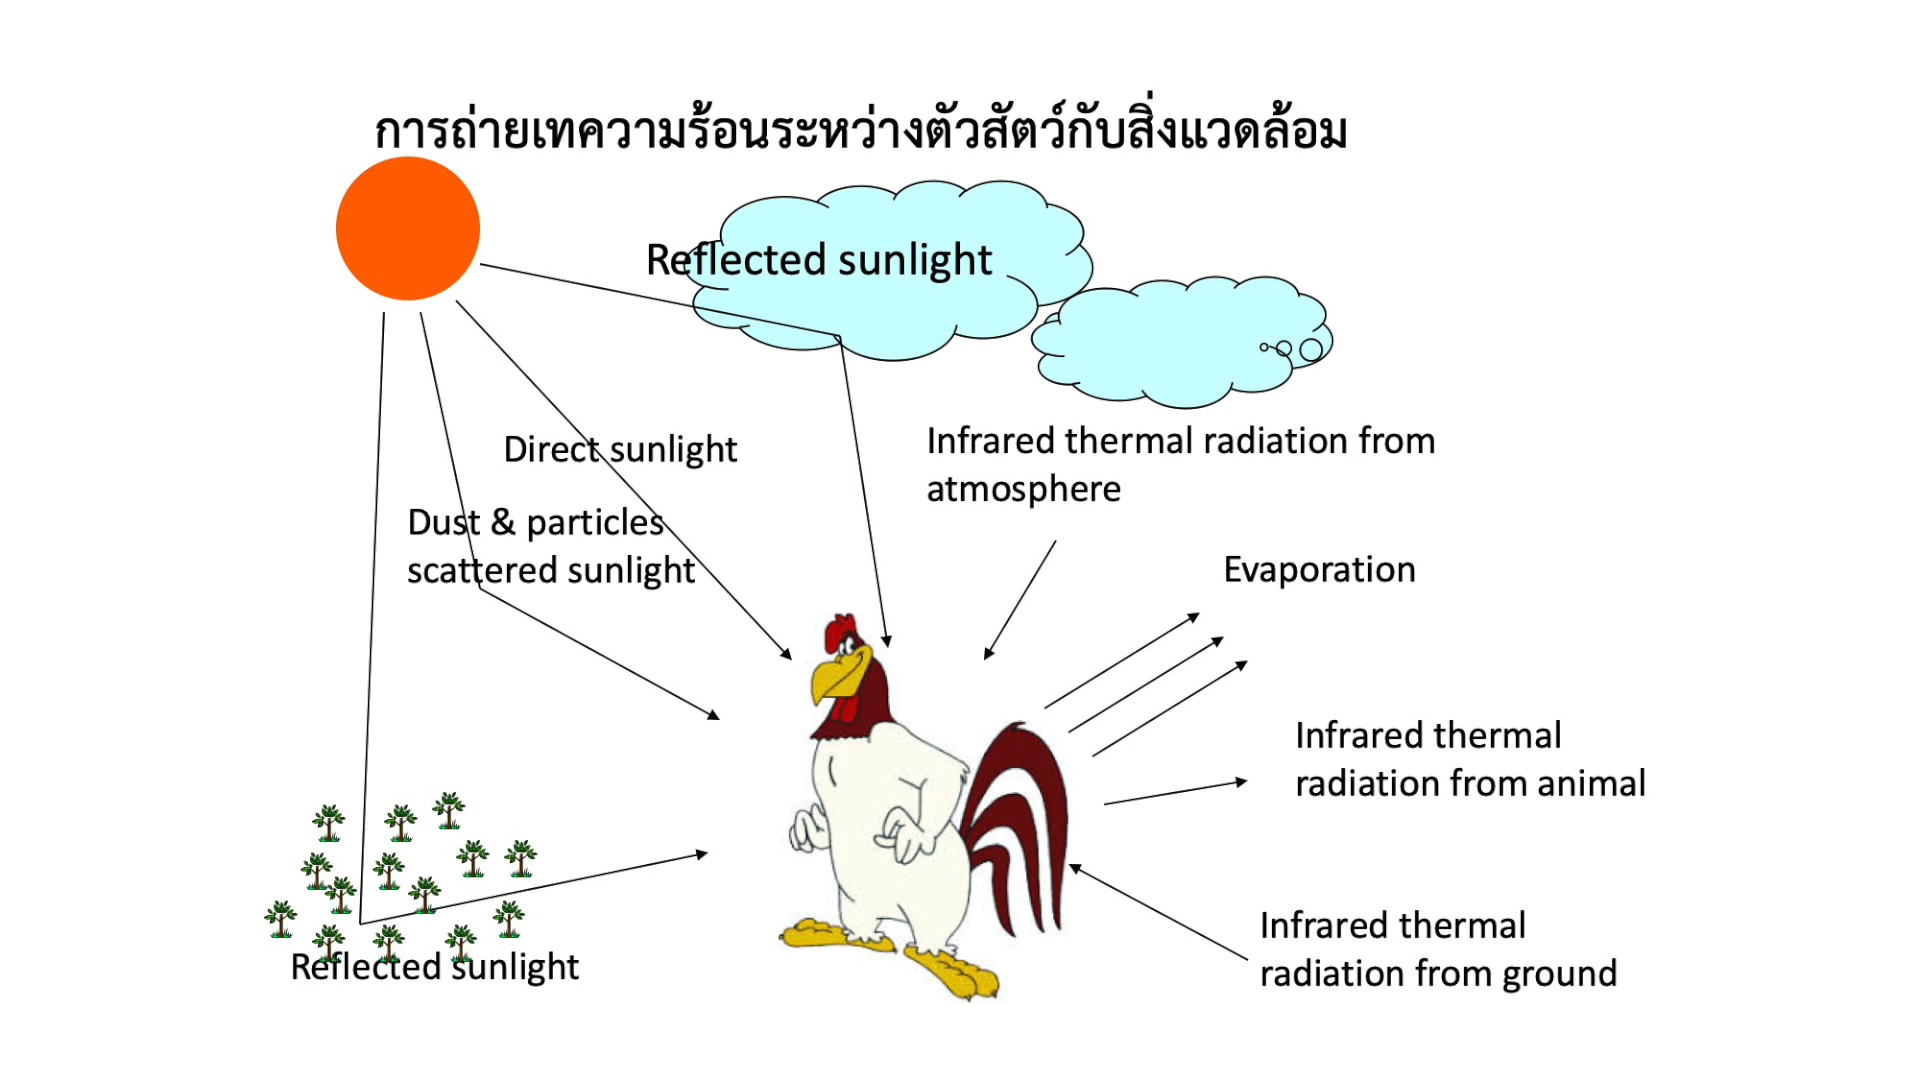 การถ่ายเทความร้อนระหว่างตัวสัตว์กับสิ่งแวดล้อม
Reflected sunlight
Direct sunlight
Infrared thermal radiation from
atmosphere
Dust & particles
scattered sunlight
Evaporation
Infrared thermal
radiation from animal
Infrared thermal
radiation from ground
Reflected sunlight